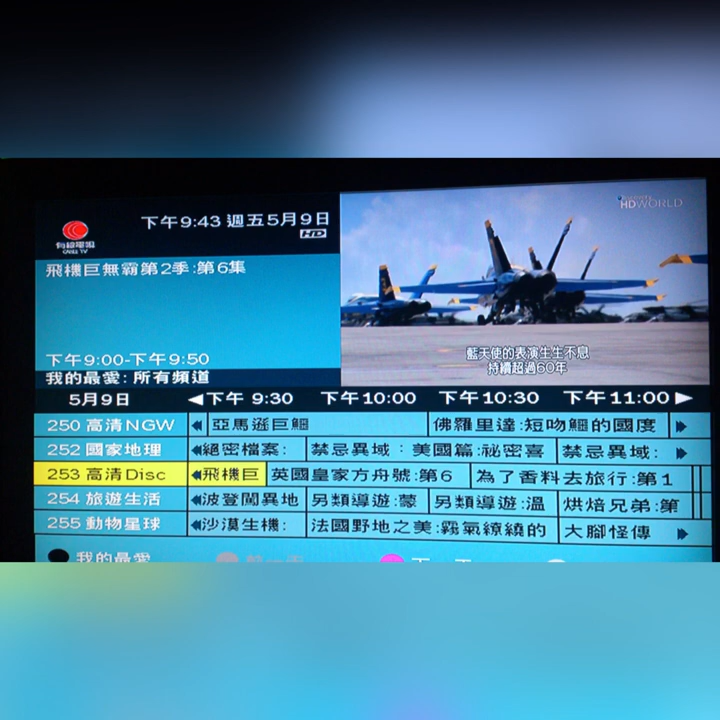 下午9:43 週五5月9日
HD
有線電視
CABLE TV
飛機巨無霸第2季:第6集
下午9:00-下午9:50
我的最愛: 所有頻道
HDWORLD
藍天使的表演生生不息
持續超過60年
5月9日 下午 9:30 下午10:00 下午10:30 下午11:00
250 高清NGW 亞馬遜巨鯝 佛羅里達:短吻鱷的國度
252 國家地理 絕密檔案: 禁忌異域：美國篇:祕密喜 禁忌異域:
253 高清Disc 飛機巨 英國皇家方舟號:第6 為了香料去旅行:第1
254 旅遊生活 波登闖異地 另類導遊:蒙 另類導遊:溫 烘焙兄弟:第
255 動物星球 沙漠生機: 法國野地之美:霧氣繚繞的 大腳怪傳
我的最愛